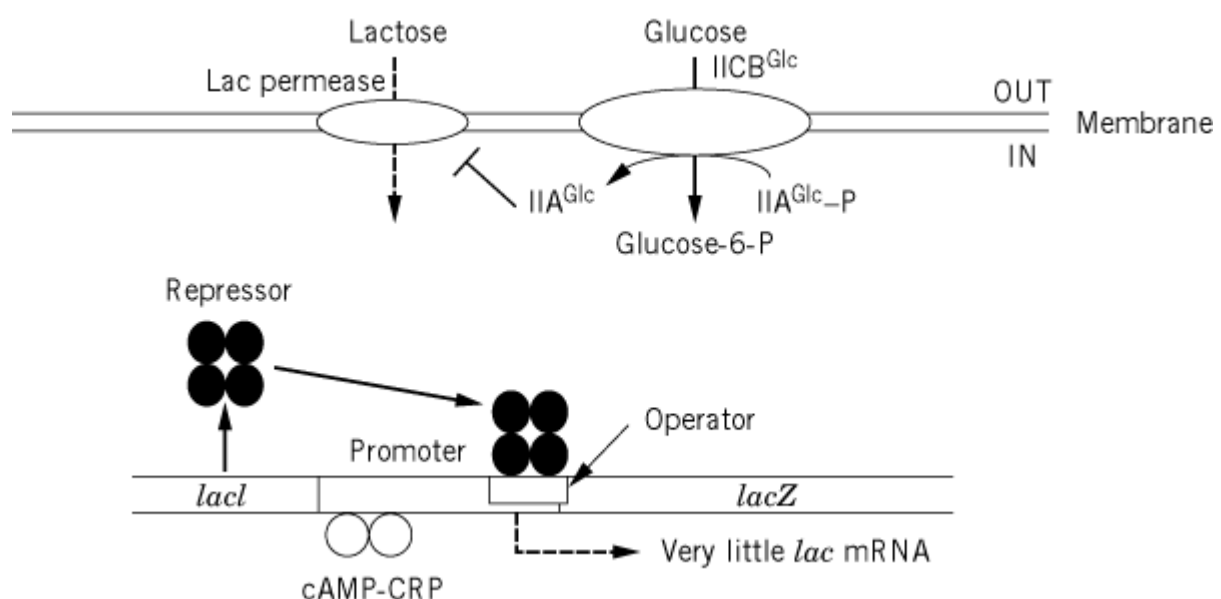 Lactose
Glucose
Lac permease
IICB^Glc
OUT
Membrane
IN
IIA^Glc
IIA^Glc–P
Glucose-6-P
Repressor
Promoter
Operator
lacI
lacZ
Very little lac mRNA
cAMP-CRP